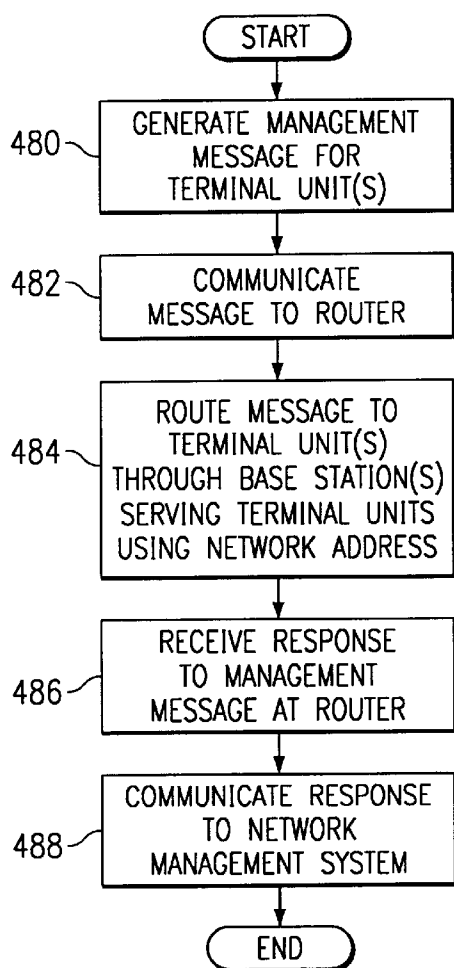 START
480
GENERATE MANAGEMENT
MESSAGE FOR
TERMINAL UNIT(S)
482
COMMUNICATE
MESSAGE TO ROUTER
484
ROUTE MESSAGE TO
TERMINAL UNIT(S)
THROUGH BASE STATION(S)
SERVING TERMINAL UNITS
USING NETWORK ADDRESS
486
RECEIVE RESPONSE
TO MANAGEMENT
MESSAGE AT ROUTER
488
COMMUNICATE RESPONSE
TO NETWORK
MANAGEMENT SYSTEM
END